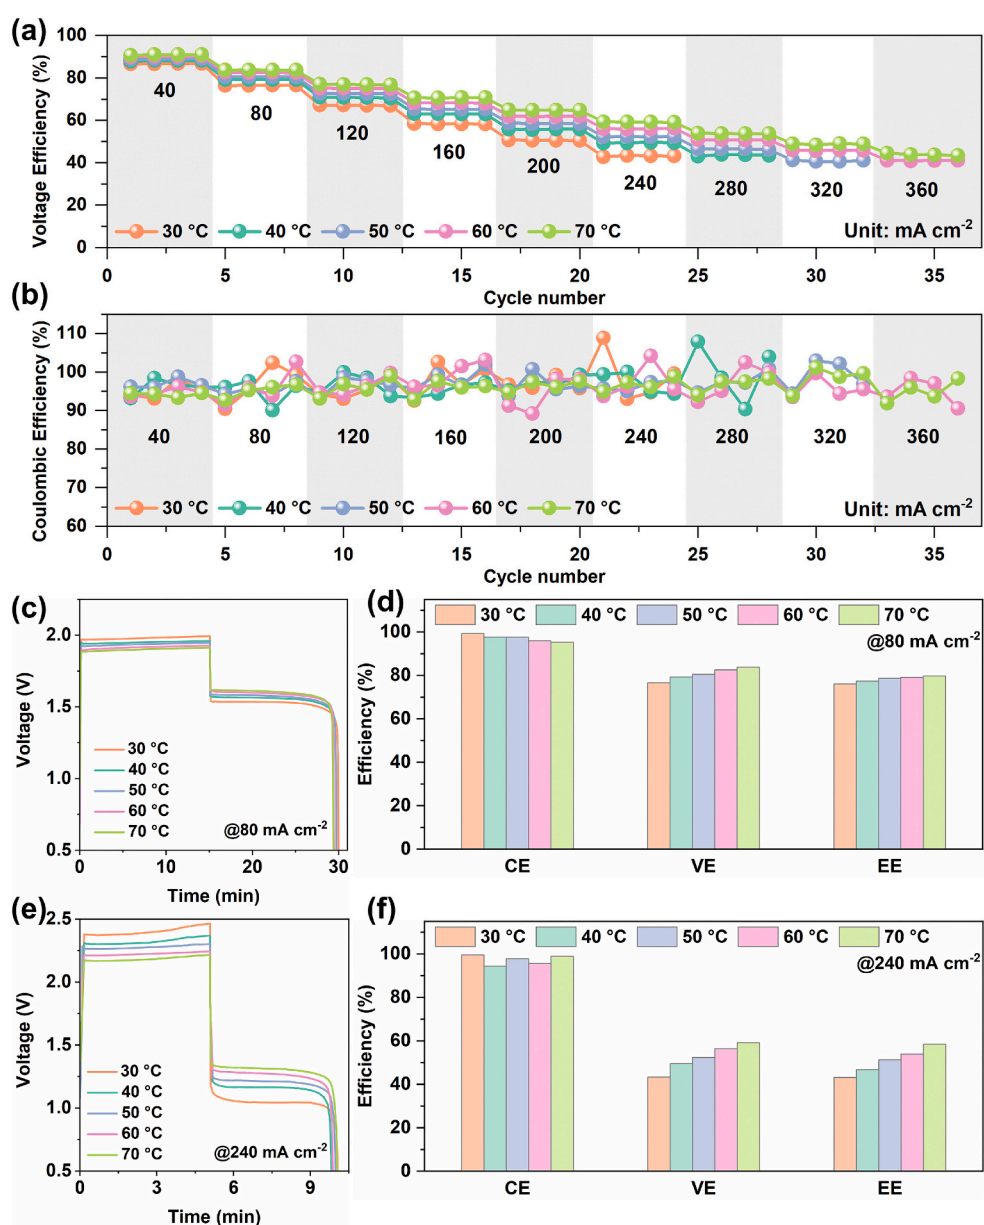 (a)
Voltage Efficiency (%)
100
80
60
40
20
0
40
80
120
160
200
240
280
320
360
30 °C 40 °C 50 °C 60 °C 70 °C
Unit: mA cm-2
0 5 10 15 20 25 30 35
Cycle number
(b)
Coulombic Efficiency (%)
110
100
90
80
70
60
40 80 120 160 200 240 280 320 360
30 °C 40 °C 50 °C 60 °C 70 °C
Unit: mA cm-2
0 5 10 15 20 25 30 35
Cycle number
(c)
Voltage (V)
2.0
1.5
1.0
0.5
30 °C
40 °C
50 °C
60 °C
70 °C
@80 mA cm-2
0 10 20 30
Time (min)
(d)
Efficiency (%)
100
80
60
40
20
0
30 °C 40 °C 50 °C 60 °C 70 °C
@80 mA cm-2
CE VE EE
(e)
Voltage (V)
2.5
2.0
1.5
1.0
0.5
30 °C
40 °C
50 °C
60 °C
70 °C
@240 mA cm-2
0 3 6 9
Time (min)
(f)
Efficiency (%)
100
80
60
40
20
0
30 °C 40 °C 50 °C 60 °C 70 °C
@240 mA cm-2
CE VE EE